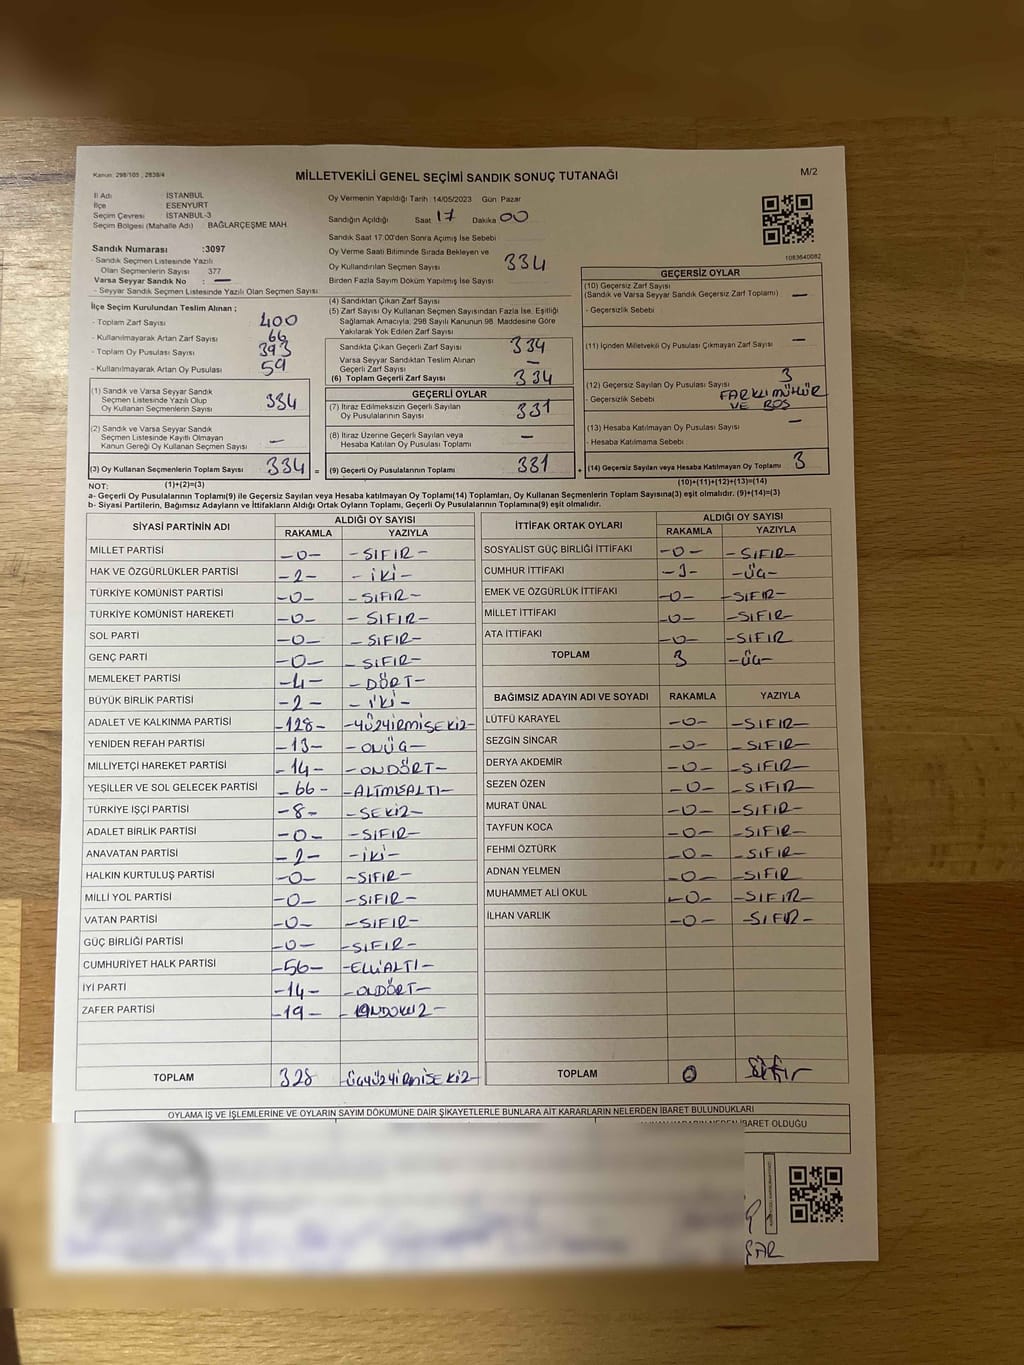 Kanun: 298/105 , 2839/4
MİLLETVEKİLİ GENEL SEÇİMİ SANDIK SONUÇ TUTANAĞI
M/2
İl Adı : İSTANBUL
İlçe : ESENYURT
Seçim Çevresi : İSTANBUL-3
Seçim Bölgesi (Mahalle Adı) : BAĞLARÇEŞME MAH.
Sandık Numarası :3097
- Sandık Seçmen Listesinde Yazılı
Olan Seçmenlerin Sayısı : 377
Varsa Seyyar Sandık No : —
- Seyyar Sandık Seçmen Listesinde Yazılı Olan Seçmen Sayısı:
Oy Vermenin Yapıldığı Tarih : 14/05/2023 Gün: Pazar
Sandığın Açıldığı Saat 17 Dakika 00
Sandık Saat 17.00'den Sonra Açımış İse Sebebi
Oy Verme Saati Bitiminde Sırada Bekleyen ve
Oy Kullandırılan Seçmen Sayısı 334
Birden Fazla Sayım Döküm Yapılmış İse Sayısı
1083640082
İlçe Seçim Kurulundan Teslim Alınan ;
- Toplam Zarf Sayısı : 400
- Kullanılmayarak Artan Zarf Sayısı : 66
- Toplam Oy Pusulası Sayısı : 393
- Kullanılmayarak Artan Oy Pusulası : 59
(1) Sandık ve Varsa Seyyar Sandık
Seçmen Listesinde Yazılı Olup
Oy Kullanan Seçmenlerin Sayısı 334
(2) Sandık ve Varsa Seyyar Sandık
Seçmen Listesinde Kayıtlı Olmayan
Kanun Gereği Oy Kullanan Seçmen Sayısı —
(3) Oy Kullanan Seçmenlerin Toplam Sayısı 334 =
(4) Sandıktan Çıkan Zarf Sayısı
(5) Zarf Sayısı Oy Kullanan Seçmen Sayısından Fazla İse, Eşitliği
Sağlamak Amacıyla, 298 Sayılı Kanunun 98. Maddesine Göre
Yakılarak Yok Edilen Zarf Sayısı
Sandıkta Çıkan Geçerli Zarf Sayısı 334
Varsa Seyyar Sandıktan Teslim Alınan
Geçerli Zarf Sayısı —
(6) Toplam Geçerli Zarf Sayısı 334
GEÇERLİ OYLAR
(7) İtiraz Edilmeksizin Geçerli Sayılan
Oy Pusulalarının Sayısı 331
(8) İtiraz Üzerine Geçerli Sayılan veya
Hesaba Katılan Oy Pusulası Toplamı —
(9) Geçerli Oy Pusulalarının Toplamı 331 +
GEÇERSİZ OYLAR
(10) Geçersiz Zarf Sayısı
(Sandık ve Varsa Seyyar Sandık Geçersiz Zarf Toplamı) —
- Geçersizlik Sebebi
(11) İçinden Milletvekili Oy Pusulası Çıkmayan Zarf Sayısı —
(12) Geçersiz Sayılan Oy Pusulası Sayısı 3
- Geçersizlik Sebebi FARKLI MÜHÜR
VE BOŞ
(13) Hesaba Katılmayan Oy Pusulası Sayısı —
- Hesaba Katılmama Sebebi
(14) Geçersiz Sayılan veya Hesaba Katılmayan Oy Toplamı 3
NOT: (1)+(2)=(3) (10)+(11)+(12)+(13)=(14)
a- Geçerli Oy Pusulalarının Toplamı(9) ile Geçersiz Sayılan veya Hesaba katılmayan Oy Toplamı(14) Toplamları, Oy Kullanan Seçmenlerin Toplam Sayısına(3) eşit olmalıdır. (9)+(14)=(3)
b- Siyasi Partilerin, Bağımsız Adayların ve İttifakların Aldığı Ortak Oyların Toplamı, Geçerli Oy Pusulalarının Toplamına(9) eşit olmalıdır.
SİYASİ PARTİNİN ADI ALDIĞI OY SAYISI
RAKAMLA YAZIYLA
MİLLET PARTİSİ -0- -SIFIR-
HAK VE ÖZGÜRLÜKLER PARTİSİ -2- -İKİ-
TÜRKİYE KOMÜNİST PARTİSİ -0- -SIFIR-
TÜRKİYE KOMÜNİST HAREKETİ -0- -SIFIR-
SOL PARTİ -0- -SIFIR-
GENÇ PARTİ -0- -SIFIR-
MEMLEKET PARTİSİ -4- -DÖRT-
BÜYÜK BİRLİK PARTİSİ -2- -İKİ-
ADALET VE KALKINMA PARTİSİ -128- -YÜZYİRMİSEKİZ-
YENİDEN REFAH PARTİSİ -13- -ONÜÇ-
MİLLİYETÇİ HAREKET PARTİSİ -14- -ONDÖRT-
YEŞİLLER VE SOL GELECEK PARTİSİ -66- -ALTMIŞALTI-
TÜRKİYE İŞÇİ PARTİSİ -8- -SEKİZ-
ADALET BİRLİK PARTİSİ -0- -SIFIR-
ANAVATAN PARTİSİ -2- -İKİ-
HALKIN KURTULUŞ PARTİSİ -0- -SIFIR-
MİLLİ YOL PARTİSİ -0- -SIFIR-
VATAN PARTİSİ -0- -SIFIR-
GÜÇ BİRLİĞİ PARTİSİ -0- -SIFIR-
CUMHURİYET HALK PARTİSİ -56- -ELLİALTI-
İYİ PARTİ -14- -ONDÖRT-
ZAFER PARTİSİ -19- -ONDOKUZ-
TOPLAM 328 -ÜÇYÜZYİRMİSEKİZ-
İTTİFAK ORTAK OYLARI ALDIĞI OY SAYISI
RAKAMLA YAZIYLA
SOSYALİST GÜÇ BİRLİĞİ İTTİFAKI -0- -SIFIR-
CUMHUR İTTİFAKI -3- -ÜÇ-
EMEK VE ÖZGÜRLÜK İTTİFAKI -0- -SIFIR-
MİLLET İTTİFAKI -0- -SIFIR-
ATA İTTİFAKI -0- -SIFIR-
TOPLAM 3 -ÜÇ-
BAĞIMSIZ ADAYIN ADI VE SOYADI RAKAMLA YAZIYLA
LÜTFÜ KARAYEL -0- -SIFIR-
SEZGİN SİNCAR -0- -SIFIR-
DERYA AKDEMİR -0- -SIFIR-
SEZEN ÖZEN -0- -SIFIR-
MURAT ÜNAL -0- -SIFIR-
TAYFUN KOCA -0- -SIFIR-
FEHMİ ÖZTÜRK -0- -SIFIR-
ADNAN YELMEN -0- -SIFIR
MUHAMMET ALİ OKUL -0- -SIFIR-
İLHAN VARLIK -0- -SIFIR-
TOPLAM 0 Sıfır
OYLAMA İŞ VE İŞLEMLERİNE VE OYLARIN SAYIM DÖKÜMÜNE DAİR ŞİKAYETLERLE BUNLARA AİT KARARLARIN NELERDEN İBARET BULUNDUKLARI
İBARET OLDUĞU